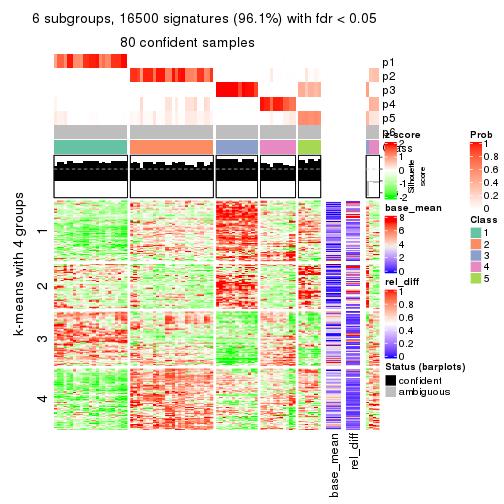 6 subgroups, 16500 signatures (96.1%) with fdr < 0.05
80 confident samples
p1
p2
p3
p4
p5
p6
Class
z-score
2
1
0
-1
-2
Silhouette
score
Prob
1
0.8
0.6
0.4
0.2
0
Class
1
2
3
4
5
base_mean
8
6
4
2
0
rel_diff
1
0.8
0.6
0.4
0.2
0
Status (barplots)
confident
ambiguous
k-means with 4 groups
1
2
3
4
base_mean
rel_diff